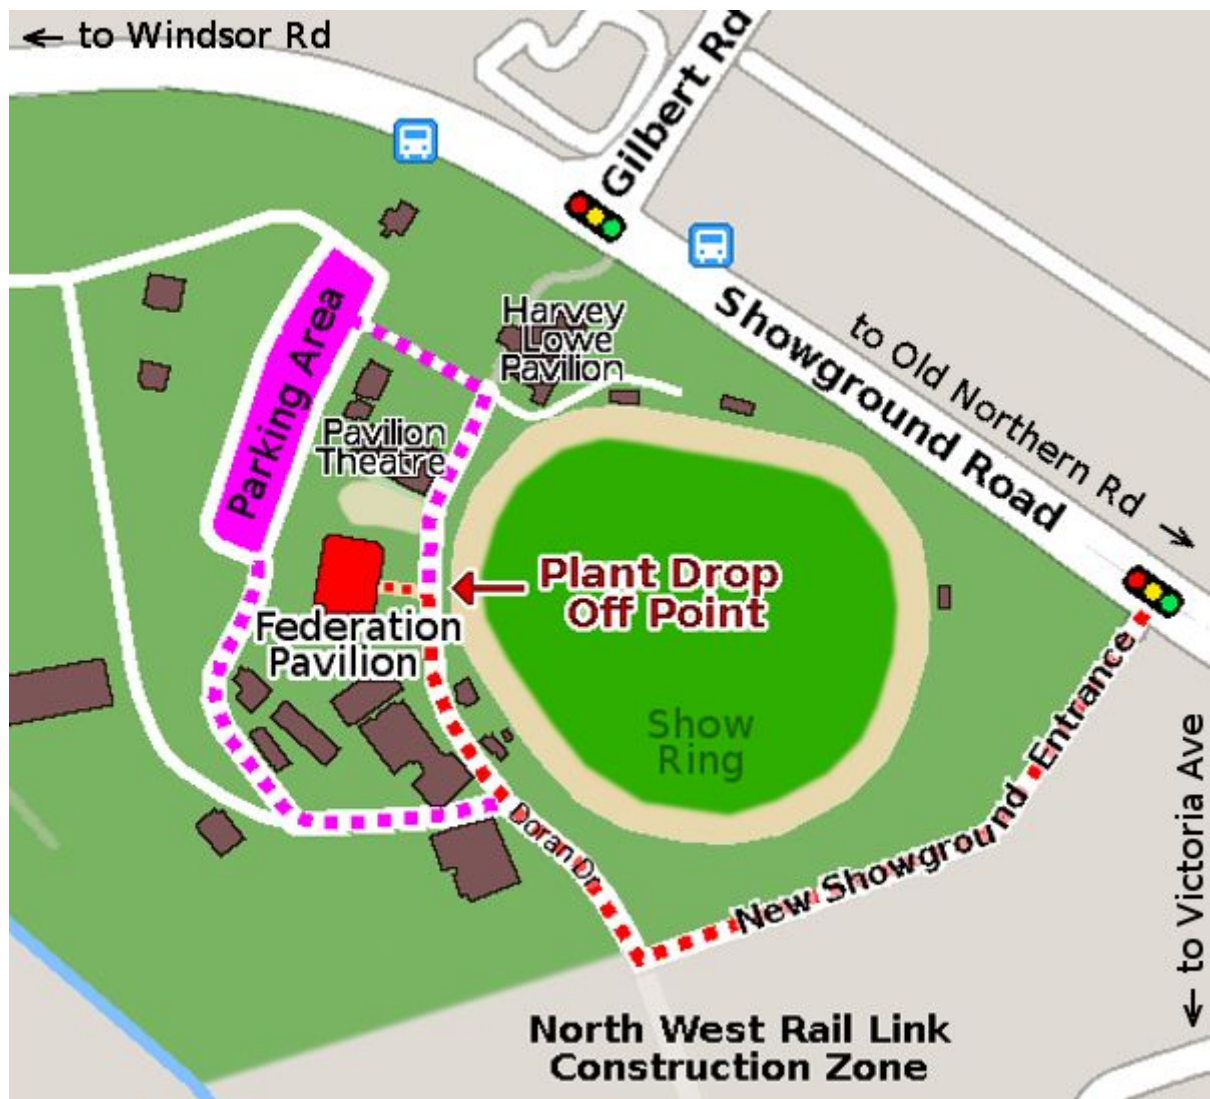 ← to Windsor Rd
Gilbert Rd
Harvey
Lowe
Pavilion
Showground Road
to Old Northern Rd →
Parking Area
Pavilion
Theatre
Plant Drop
Off Point
Federation
Pavilion
Show
Ring
Doran Dr
New Showground Entrance
← to Victoria Ave
North West Rail Link
Construction Zone